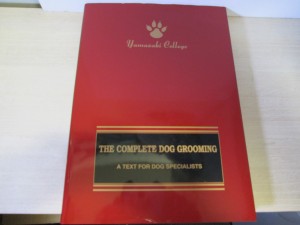 Yamazaki College
THE COMPLETE DOG GROOMING
A TEXT FOR DOG SPECIALISTS